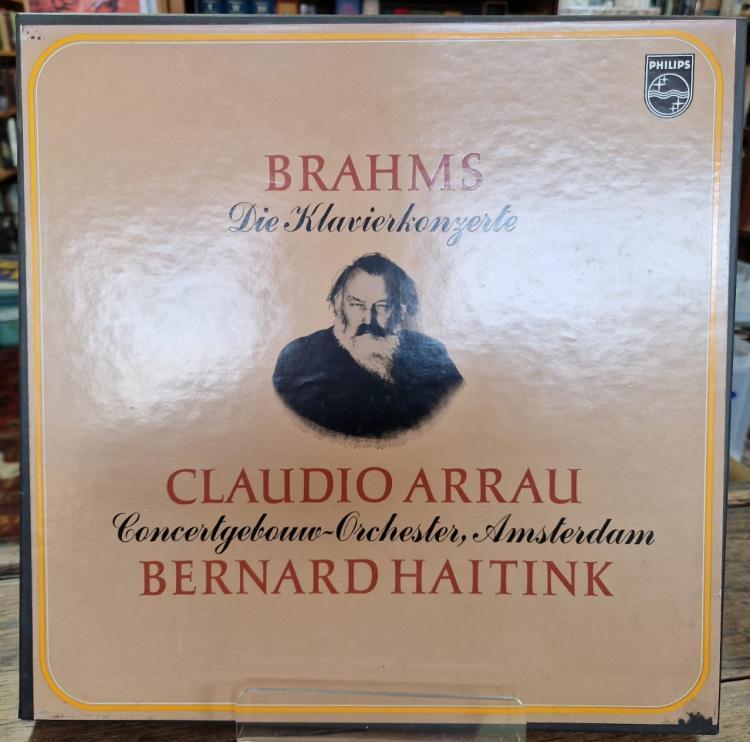 PHILIPS
BRAHMS
Die Klavierkonzerte
CLAUDIO ARRAU
Concertgebouw-Orchester, Amsterdam
BERNARD HAITINK